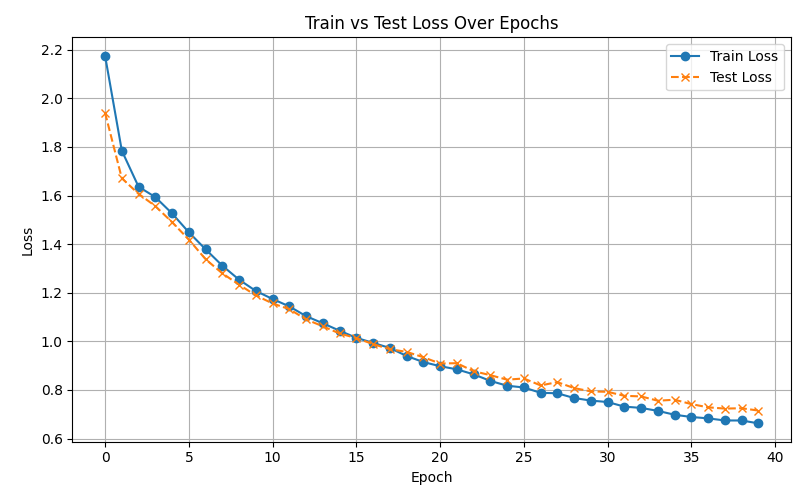 Train vs Test Loss Over Epochs
Train Loss
Test Loss
Loss
2.2
2.0
1.8
1.6
1.4
1.2
1.0
0.8
0.6
0 5 10 15 20 25 30 35 40
Epoch